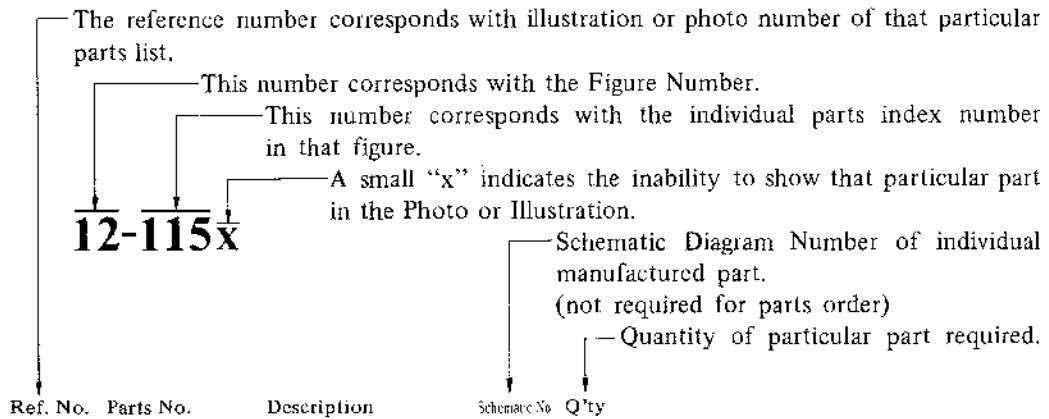 The reference number corresponds with illustration or photo number of that particular
parts list.
This number corresponds with the Figure Number.
This number corresponds with the individual parts index number
in that figure.
A small “x” indicates the inability to show that particular part
in the Photo or Illustration.
12-115x
Schematic Diagram Number of individual
manufactured part.
(not required for parts order)
Quantity of particular part required.
Ref. No. Parts No. Description Schematic No Q'ty